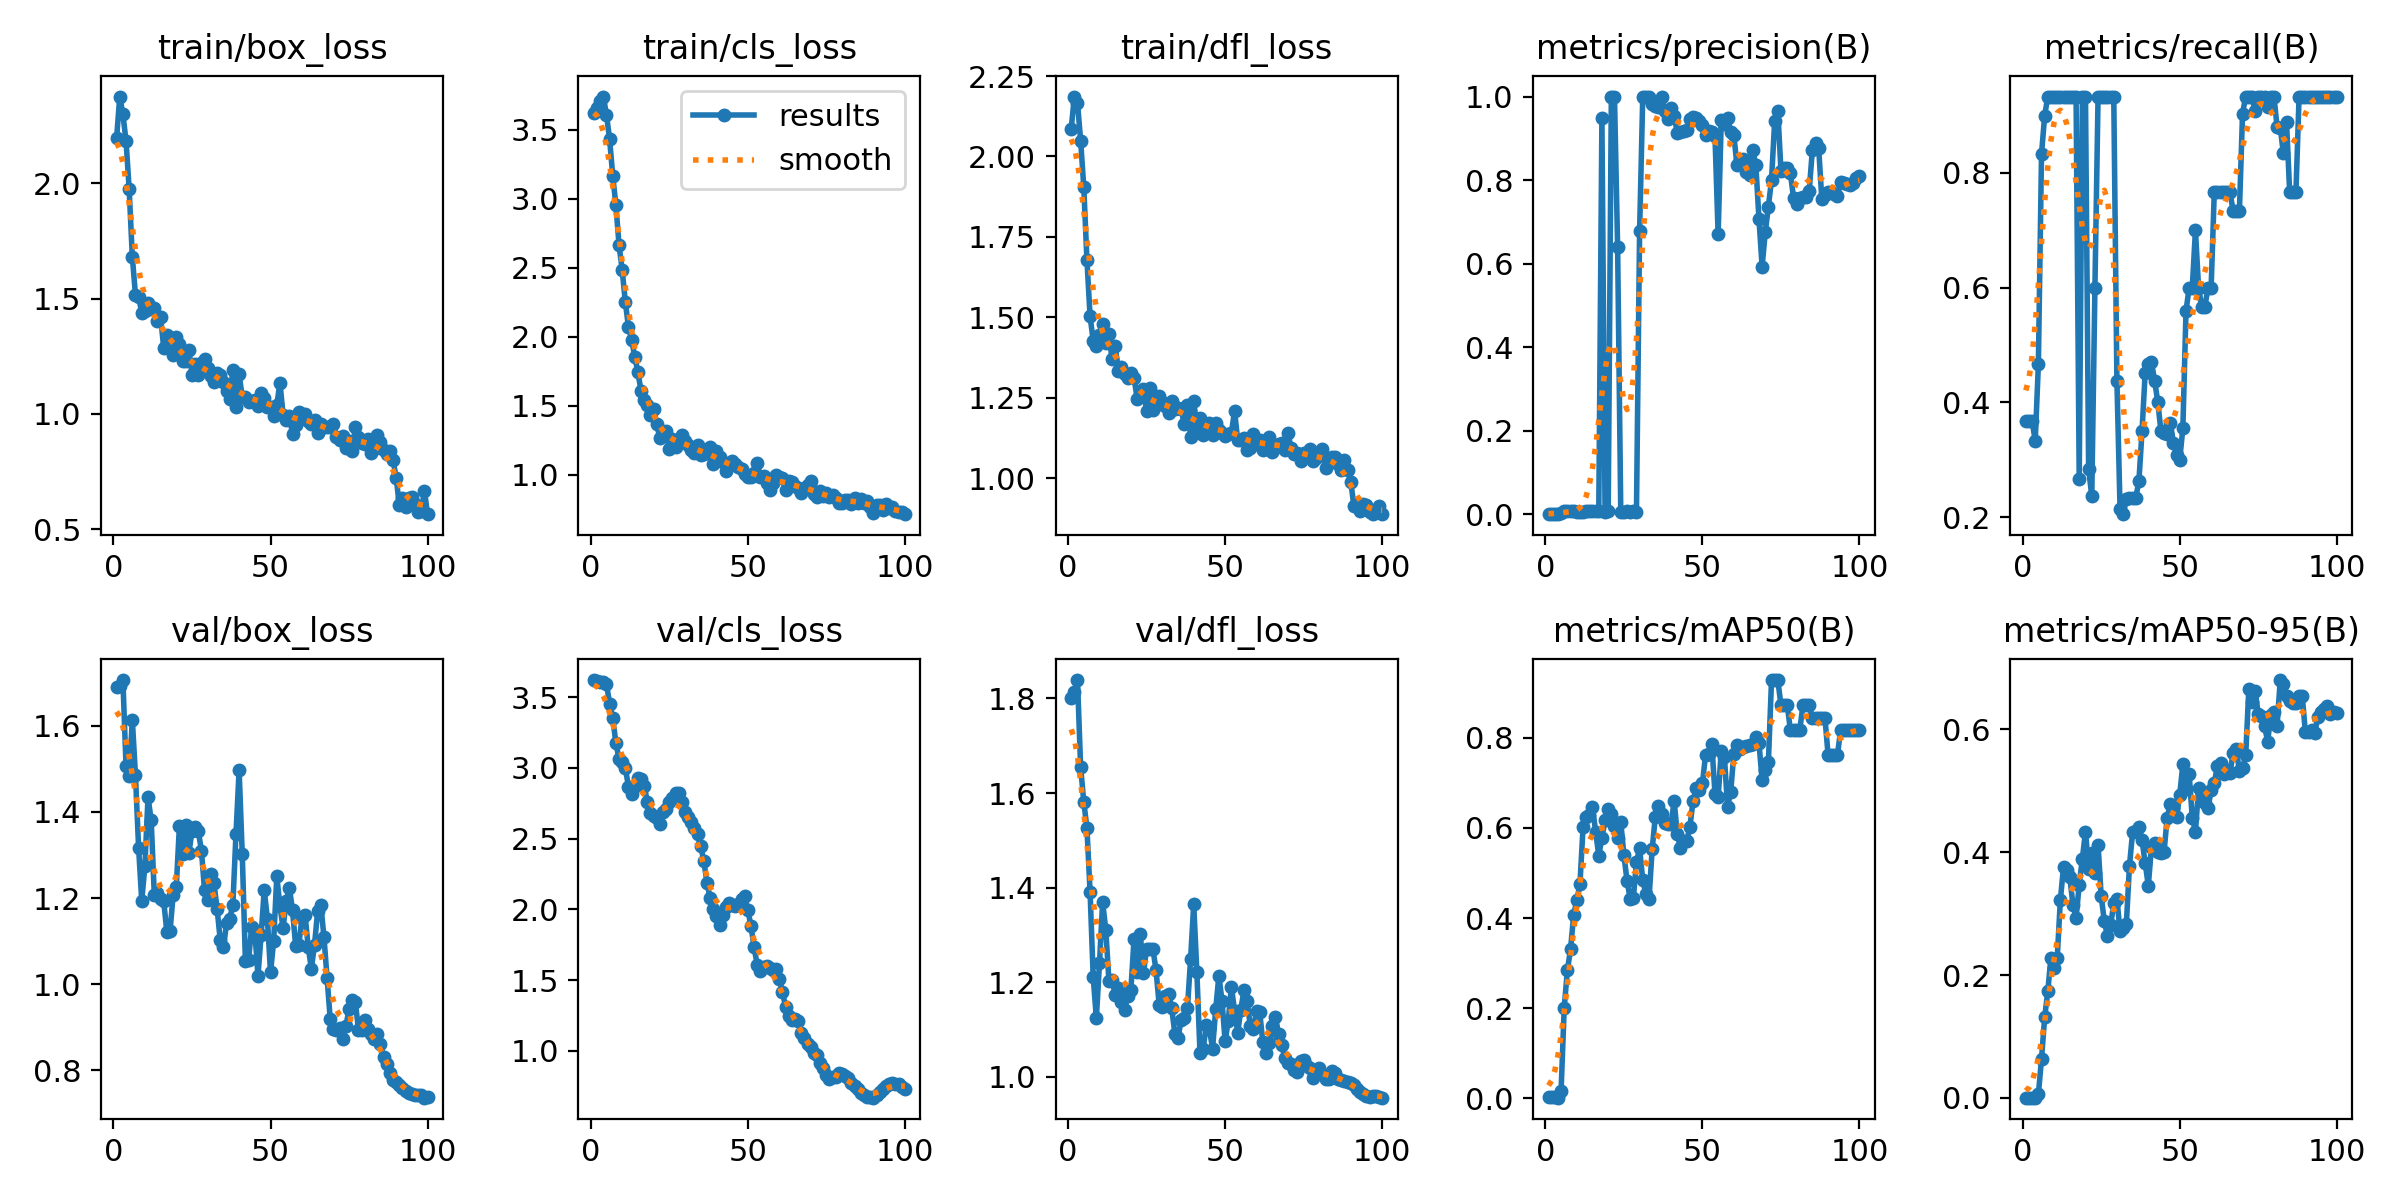 train/box_loss
2.0
1.5
1.0
0.5
0 50 100
train/cls_loss
results
smooth
3.5
3.0
2.5
2.0
1.5
1.0
0 50 100
train/dfl_loss
2.25
2.00
1.75
1.50
1.25
1.00
0 50 100
metrics/precision(B)
1.0
0.8
0.6
0.4
0.2
0.0
0 50 100
metrics/recall(B)
0.8
0.6
0.4
0.2
0 50 100
val/box_loss
1.6
1.4
1.2
1.0
0.8
0 50 100
val/cls_loss
3.5
3.0
2.5
2.0
1.5
1.0
0 50 100
val/dfl_loss
1.8
1.6
1.4
1.2
1.0
0 50 100
metrics/mAP50(B)
0.8
0.6
0.4
0.2
0.0
0 50 100
metrics/mAP50-95(B)
0.6
0.4
0.2
0.0
0 50 100